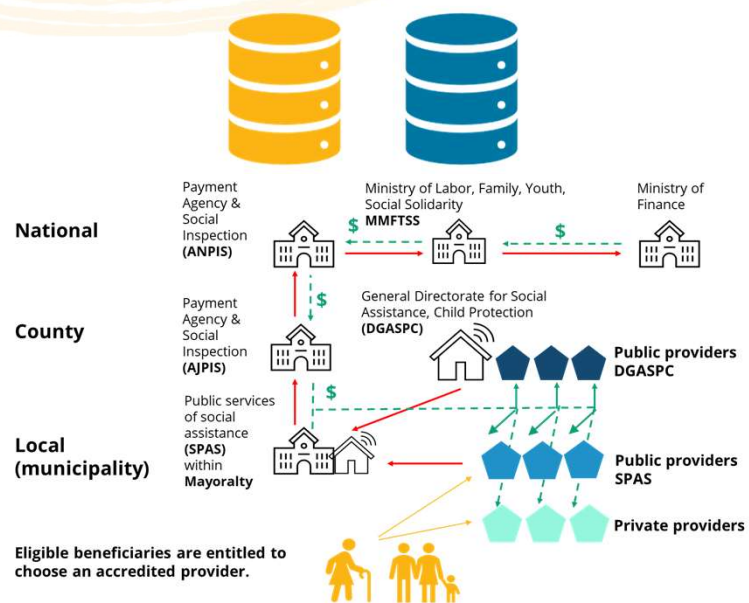 Payment
Agency &
Social
Inspection
(ANPIS)
Ministry of Labor, Family, Youth,
Social Solidarity
MMFTSS
Ministry of
Finance
National
$
$
$
County
Payment
Agency &
Social
Inspection
(AJPIS)
General Directorate for Social
Assistance, Child Protection
(DGASPC)
Public providers
DGASPC
$
Local
(municipality)
Public services
of social
assistance
(SPAS)
within
Mayoralty
Public providers
SPAS
Private providers
Eligible beneficiaries are entitled to
choose an accredited provider.